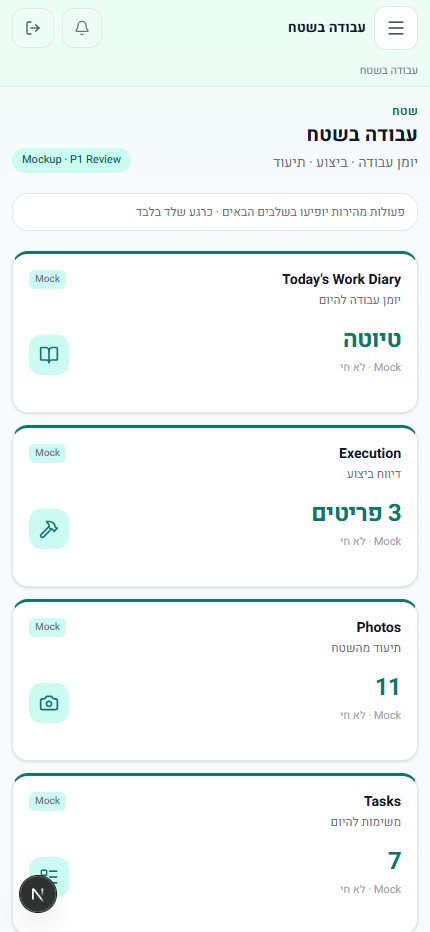 עבודה בשטח
עבודה בשטח
שטח
עבודה בשטח
יומן עבודה · ביצוע · תיעוד
Mockup · P1 Review
פעולות מהירות יופיעו בשלבים הבאים · כרגע שלד בלבד
Today's Work Diary
Mock
יומן עבודה להיום
טיוטה
Mock · לא חי
Execution
Mock
דיווח ביצוע
3 פריטים
Mock · לא חי
Photos
Mock
תיעוד מהשטח
11
Mock · לא חי
Tasks
Mock
משימות להיום
7
Mock · לא חי
N